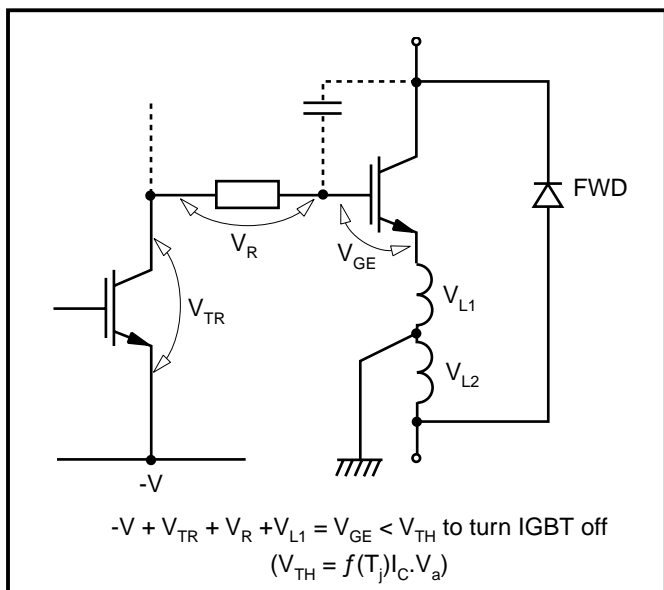 FWD
V_R
V_GE
V_TR
V_L1
V_L2
-V
-V + V_TR + V_R +V_L1 = V_GE < V_TH to turn IGBT off
(V_TH = ƒ(T_j)I_C.V_a)